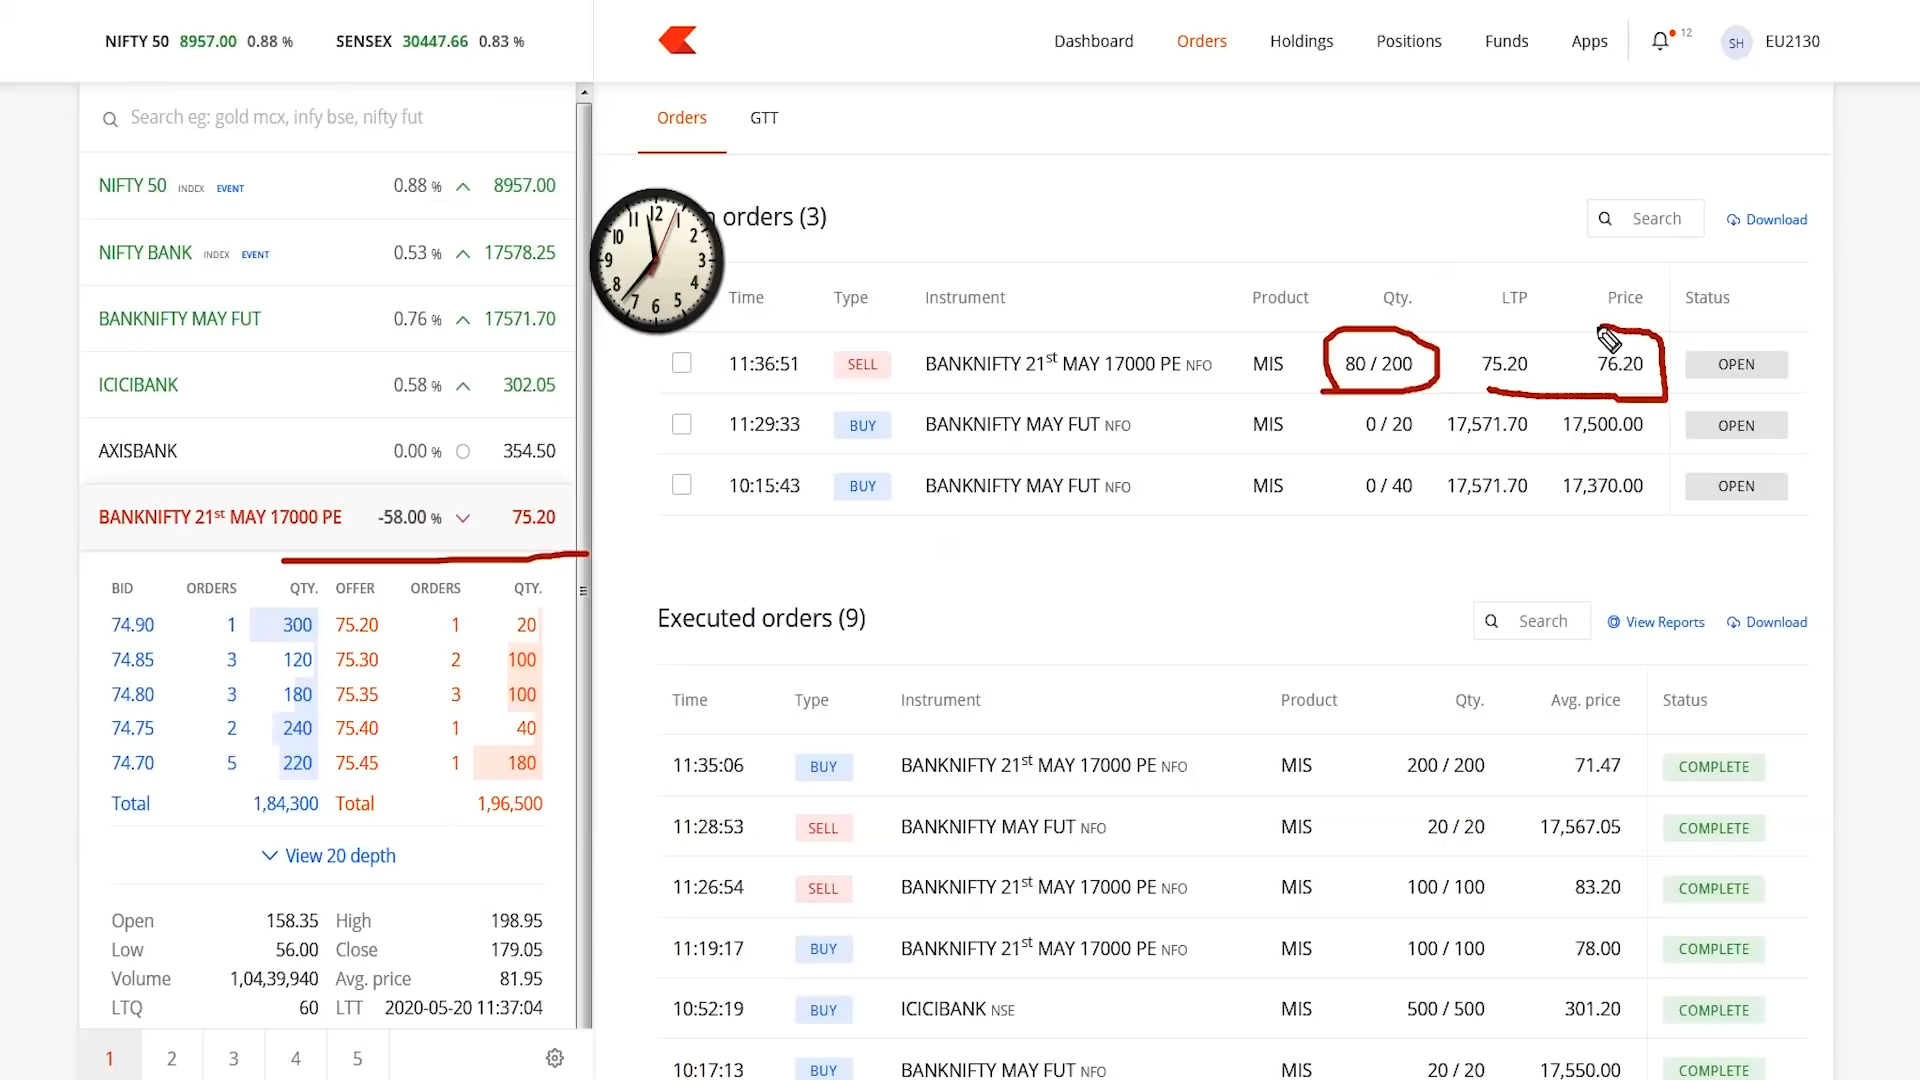 NIFTY 50 8957.00 0.88 % SENSEX 30447.66 0.83 %
Dashboard Orders Holdings Positions Funds Apps 12 SH EU2130
Search eg: gold mcx, infy bse, nifty fut
NIFTY 50 INDEX EVENT 0.88 % 8957.00
NIFTY BANK INDEX EVENT 0.53 % 17578.25
BANKNIFTY MAY FUT 0.76 % 17571.70
ICICIBANK 0.58 % 302.05
AXISBANK 0.00 % 354.50
BANKNIFTY 21st MAY 17000 PE -58.00 % 75.20
BID ORDERS QTY. OFFER ORDERS QTY.
74.90 1 300 75.20 1 20
74.85 3 120 75.30 2 100
74.80 3 180 75.35 3 100
74.75 2 240 75.40 1 40
74.70 5 220 75.45 1 180
Total 1,84,300 Total 1,96,500
View 20 depth
Open 158.35 High 198.95
Low 56.00 Close 179.05
Volume 1,04,39,940 Avg. price 81.95
LTQ 60 LTT 2020-05-20 11:37:04
1 2 3 4 5
Orders GTT
orders (3) Search Download
12 1 2 3 4 5 6 7 8 9 10 11
Time Type Instrument Product Qty. LTP Price Status
11:36:51 SELL BANKNIFTY 21st MAY 17000 PE NFO MIS 80 / 200 75.20 76.20 OPEN
11:29:33 BUY BANKNIFTY MAY FUT NFO MIS 0 / 20 17,571.70 17,500.00 OPEN
10:15:43 BUY BANKNIFTY MAY FUT NFO MIS 0 / 40 17,571.70 17,370.00 OPEN
Executed orders (9) Search View Reports Download
Time Type Instrument Product Qty. Avg. price Status
11:35:06 BUY BANKNIFTY 21st MAY 17000 PE NFO MIS 200 / 200 71.47 COMPLETE
11:28:53 SELL BANKNIFTY MAY FUT NFO MIS 20 / 20 17,567.05 COMPLETE
11:26:54 SELL BANKNIFTY 21st MAY 17000 PE NFO MIS 100 / 100 83.20 COMPLETE
11:19:17 BUY BANKNIFTY 21st MAY 17000 PE NFO MIS 100 / 100 78.00 COMPLETE
10:52:19 BUY ICICIBANK NSE MIS 500 / 500 301.20 COMPLETE
10:17:13 BUY BANKNIFTY MAY FUT NFO MIS 20 / 20 17,550.00 COMPLETE